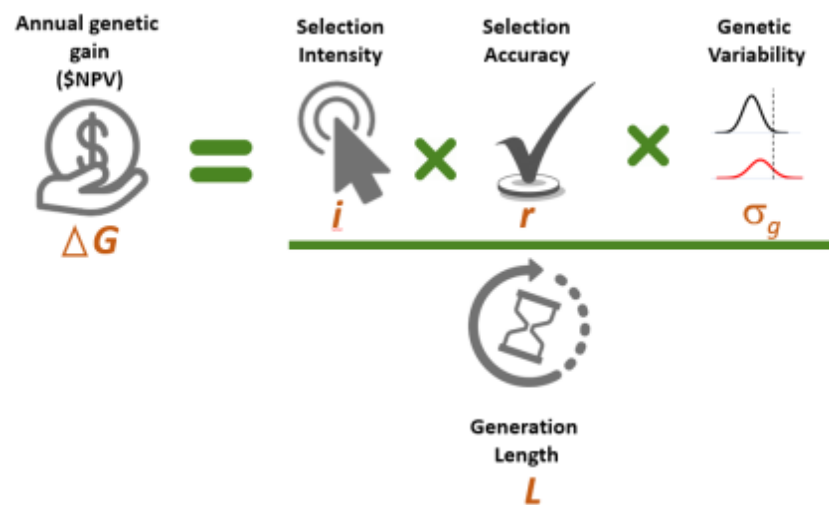 Annual genetic
gain
($NPV)
$
ΔG
=
Selection
Intensity
i
×
Selection
Accuracy
r
×
Genetic
Variability
σg
Generation
Length
L